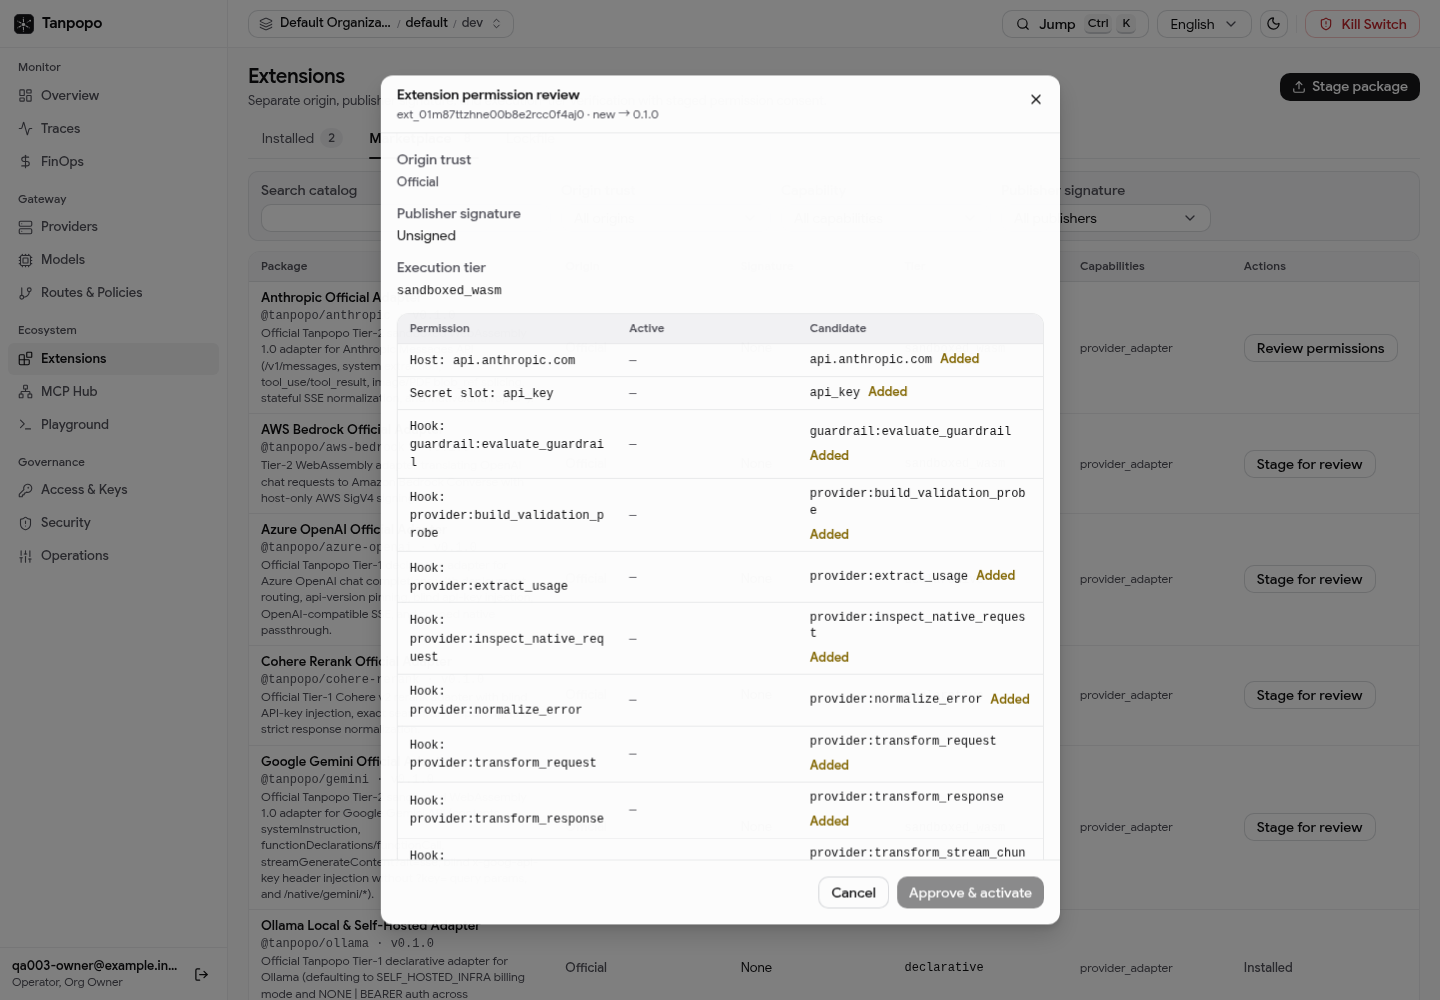 Tanpopo
Default Organiza... / default / dev
Jump Ctrl K
English
Kill Switch
Monitor
Overview
Traces
FinOps
Gateway
Providers
Models
Routes & Policies
Ecosystem
Extensions
MCP Hub
Playground
Governance
Access & Keys
Security
Operations
qa003-owner@example.in...
Operator, Org Owner
Extensions
Separate origin, publish
Stage package
Installed 2
M
Search catalog
signature
Package
Capabilities
Actions
Anthropic Official A
@tanpopo/anthropi
Official Tanpopo Tier-2
1.0 adapter for Anthrop
(/v1/messages, system
tool_use/tool_result, im
stateful SSE normalizat
provider_adapter
Review permissions
AWS Bedrock Offici
@tanpopo/aws-bedr
Tier-2 WebAssembly a
chat requests to Amaz
host-only AWS SigV4 s
provider_adapter
Stage for review
Azure OpenAI Offic
@tanpopo/azure-op
Official Tanpopo Tier-1
Azure OpenAI chat co
routing, api-version pi
OpenAI-compatible SS
passthrough.
provider_adapter
Stage for review
Cohere Rerank Offi
@tanpopo/cohere-r
Official Tier-1 Cohere v
API-key injection, exac
strict response normal
provider_adapter
Stage for review
Google Gemini Offi
@tanpopo/gemini ·
Official Tanpopo Tier-2
1.0 adapter for Google
systemInstruction,
functionDeclarations/f
streamGenerateConte
key header injection w
and /native/gemini/*).
provider_adapter
Stage for review
Ollama Local & Self-Hosted Adapter
@tanpopo/ollama · v0.1.0
Official Tanpopo Tier-1 declarative adapter for
Ollama (defaulting to SELF_HOSTED_INFRA billing
mode and NONE | BEARER auth across
Official
None
declarative
provider_adapter
Installed
Extension permission review
ext_01m87ttzhne00b8e2rcc0f4aj0 · new → 0.1.0
Origin trust
Official
Publisher signature
Unsigned
Execution tier
sandboxed_wasm
Permission Active Candidate
Host: api.anthropic.com — api.anthropic.com Added
Secret slot: api_key — api_key Added
Hook:
guardrail:evaluate_guardrai
l
—
guardrail:evaluate_guardrail
Added
Hook:
provider:build_validation_p
robe
—
provider:build_validation_prob
e
Added
Hook:
provider:extract_usage
—
provider:extract_usage Added
Hook:
provider:inspect_native_req
uest
—
provider:inspect_native_reques
t
Added
Hook:
provider:normalize_error
—
provider:normalize_error Added
Hook:
provider:transform_request
—
provider:transform_request
Added
Hook:
provider:transform_response
—
provider:transform_response
Added
Hook:
provider:transform_stream_chun
Cancel
Approve & activate